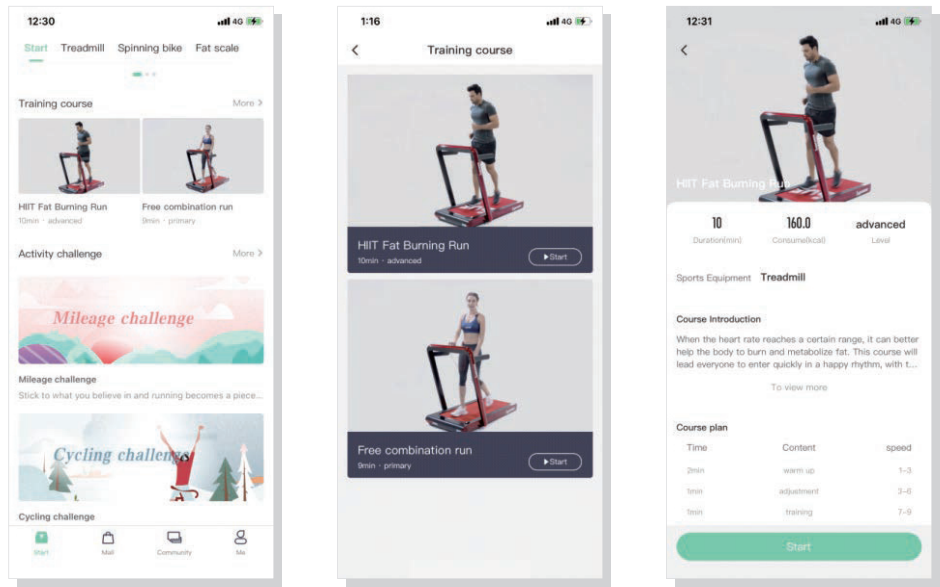 12:30
4G
Start Treadmill Spinning bike Fat scale
Training course More >
HIIT Fat Burning Run Free combination run
10min · advanced 9min · primary
Activity challenge More >
Mileage challenge
Mileage challenge
Stick to what you believe in and running becomes a piece...
Cycling challenge
Cycling challenge
Start Mall Community Me
1:16
4G
Training course
HIIT Fat Burning Run
10min · advanced
Start
Free combination run
9min · primary
Start
12:31
4G
HIIT Fat Burning Run
10 160.0 advanced
Duration(min) Consume(kcal) Level
Sports Equipment Treadmill
Course Introduction
When the heart rate reaches a certain range, it can better
help the body to burn and metabolize fat. This course will
lead everyone to enter quickly in a happy rhythm, with t...
To view more
Course plan
Time Content speed
2min warm up 1-3
1min adjustment 3-6
1min training 7-9
Start